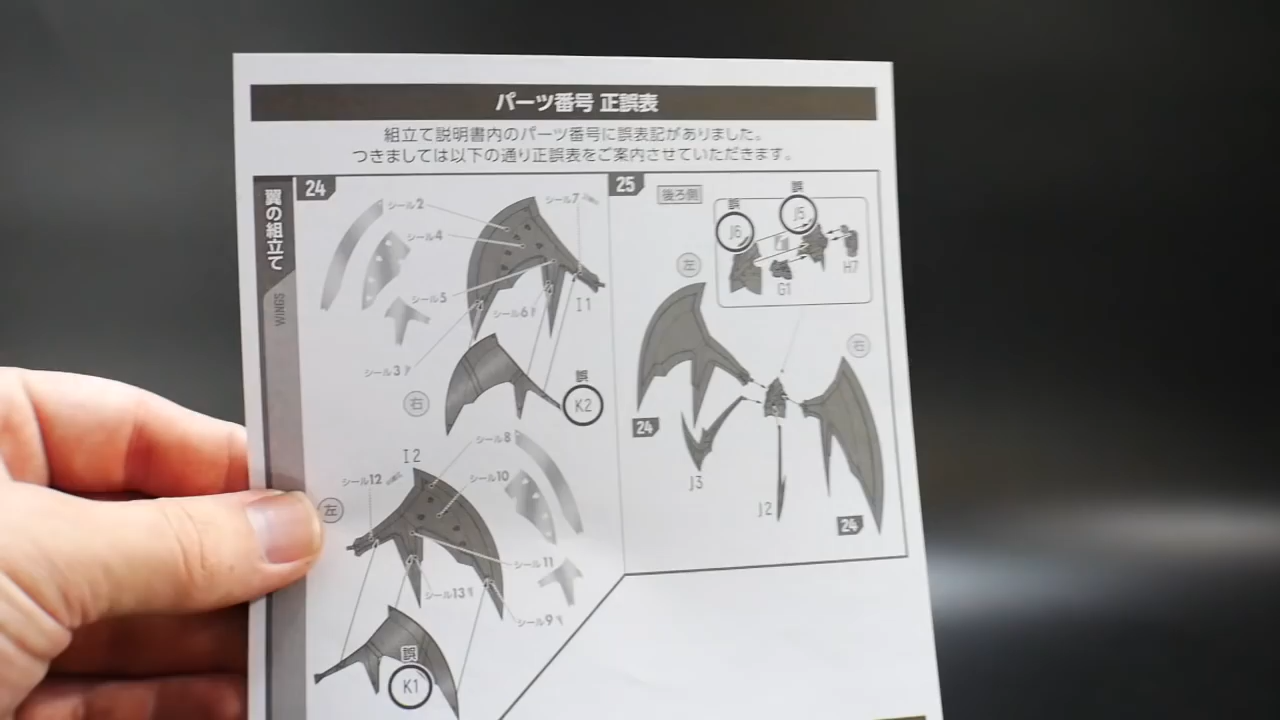 パーツ番号 正誤表
組立て説明書内のパーツ番号に誤表記がありました。
つきましては以下の通り正誤表をご案内させていただきます。
翼の組立て
WINGS
24
シール2
シール4
シール5
シール3
シール7
シール6
I1
右
誤
K2
I2
シール8
シール12
シール10
左
シール11
シール13
シール9
誤
K1
25
後ろ側
誤
J6
誤
J5
G1
H7
左
右
24
J3
J2
24